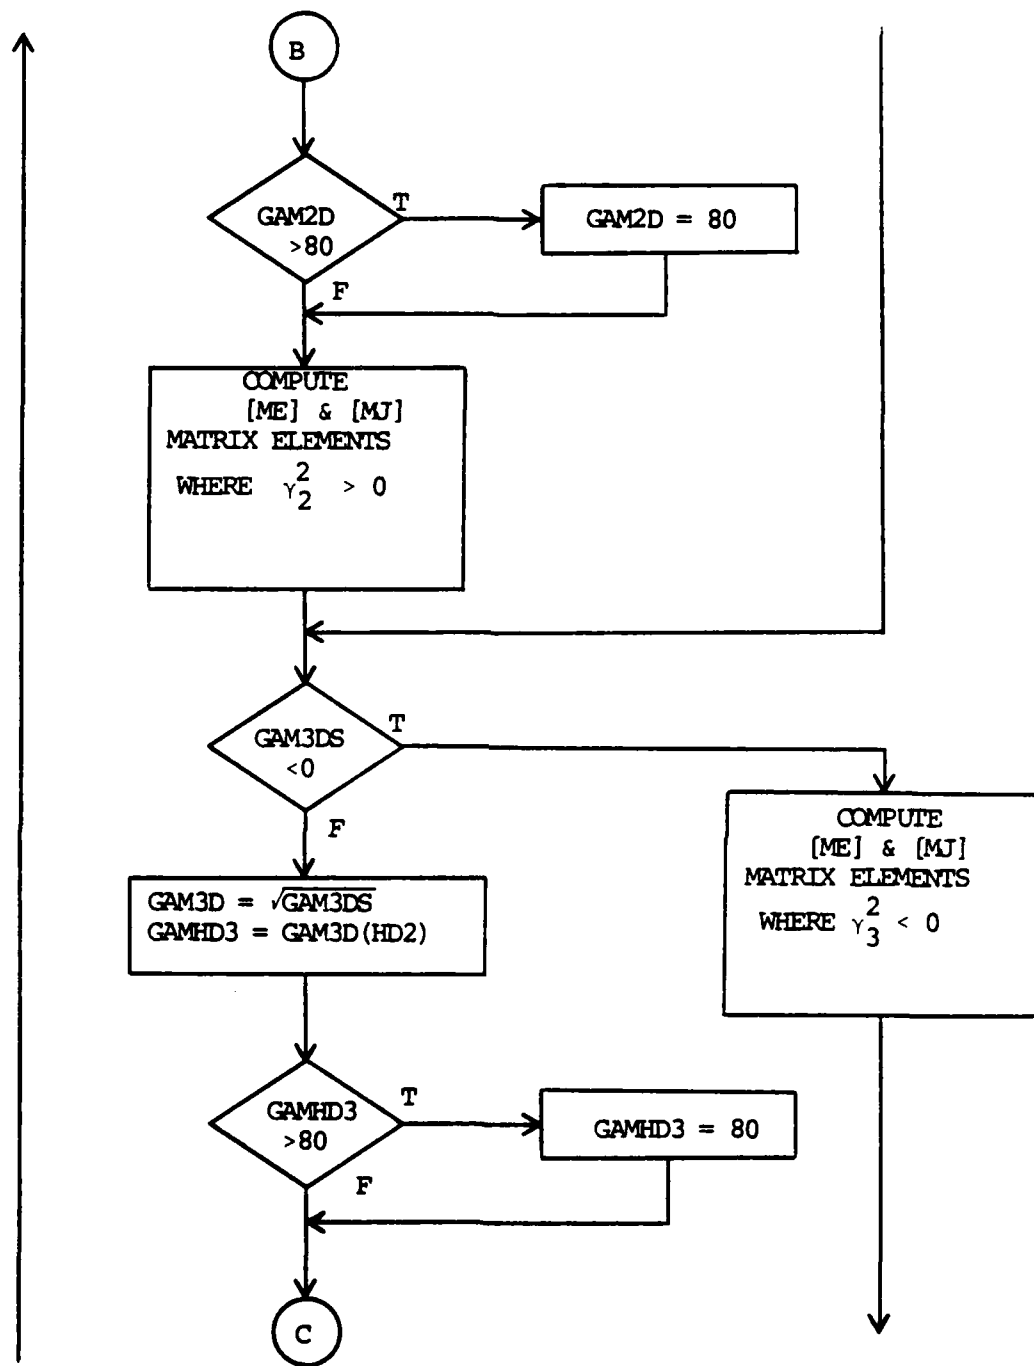 B
GAM2D
>80
T
GAM2D = 80
F
COMPUTE
[ME] & [MJ]
MATRIX ELEMENTS
WHERE γ₂² > 0
GAM3DS
<0
T
F
COMPUTE
[ME] & [MJ]
MATRIX ELEMENTS
WHERE γ₃² < 0
GAM3D = √GAM3DS
GAMHD3 = GAM3D(HD2)
GAMHD3
>80
T
GAMHD3 = 80
F
C